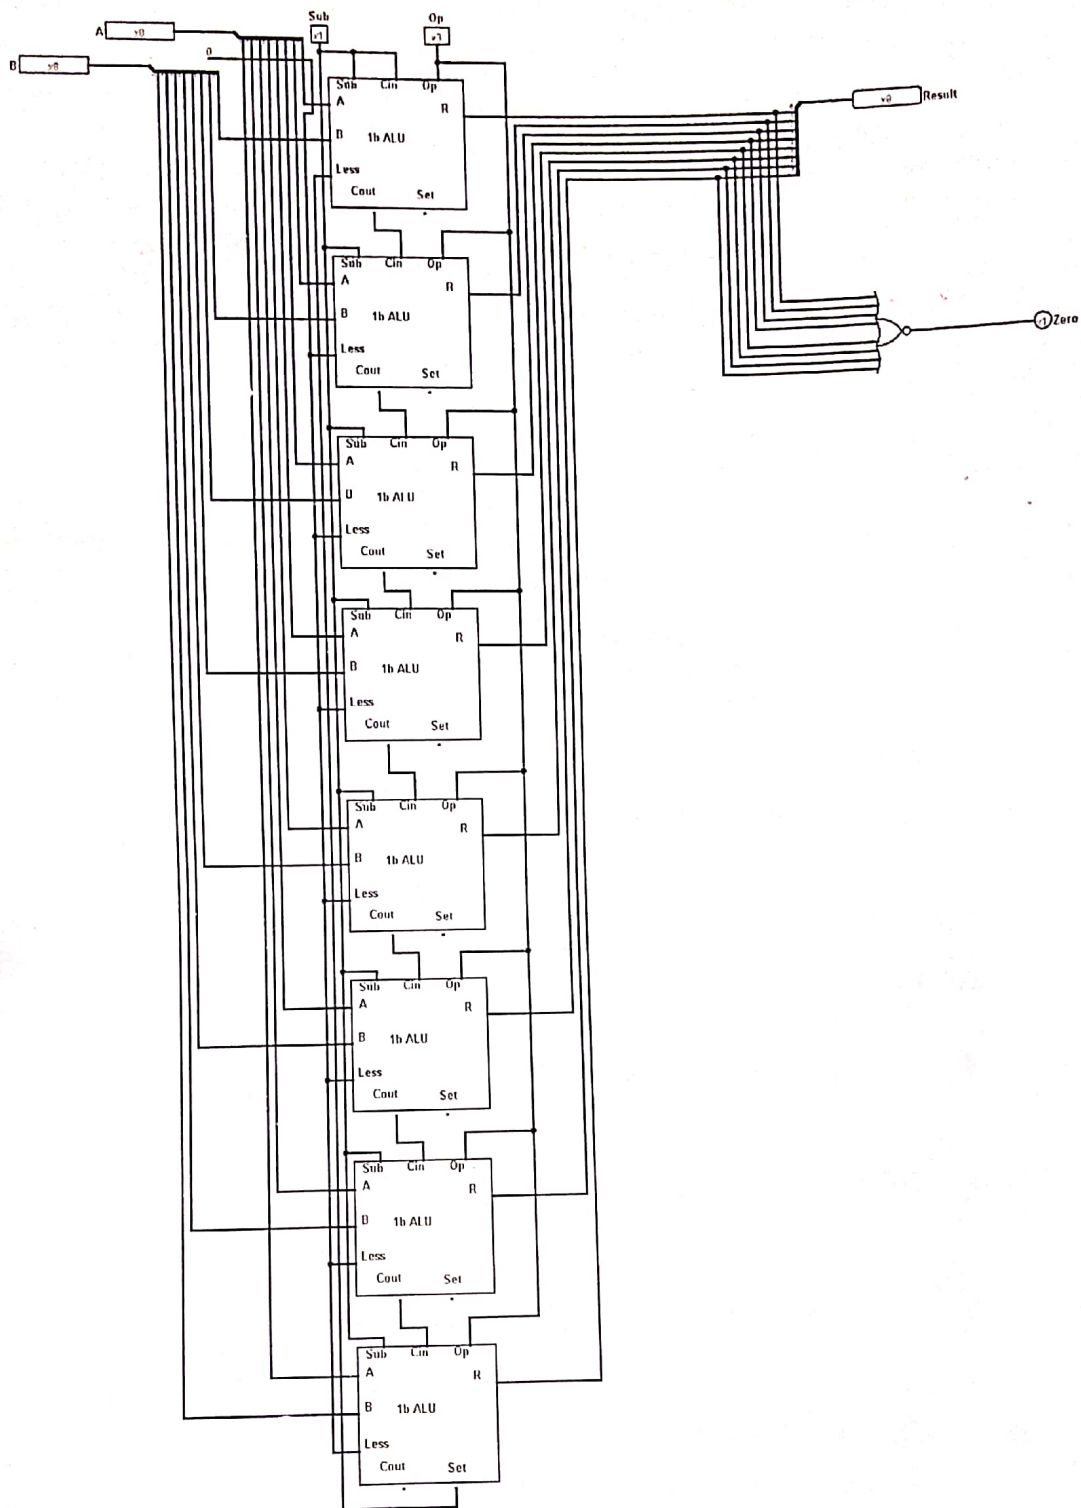 Sub
Op
A
B
0
Result
Sub Cin Op
A
R
B 1b ALU
Less
Cout Set
Sub Cin Op
A
R
B 1b ALU
Less
Cout Set
Zero
Sub Cin Op
A
R
1b ALU
Less
Cout Set
Sub Cin Op
A
R
B 1b ALU
Less
Cout Set
Sub Cin Op
A
R
B 1b ALU
Less
Cout Set
Sub Cin Op
A
R
B 1b ALU
Less
Cout Set
Sub Cin Op
A
R
B 1b ALU
Less
Cout Set
Sub Cin Op
A
R
B 1b ALU
Less
Cout Set